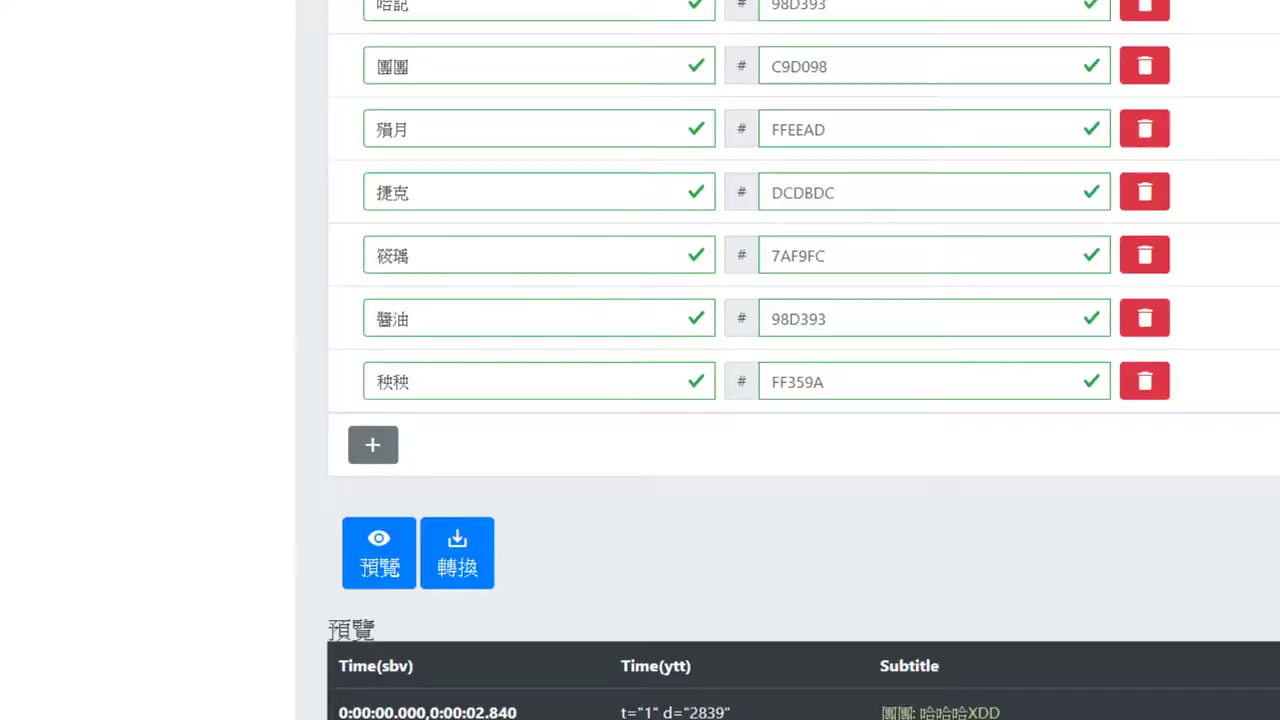 哈記 # 98D393
團團 # C9D098
殞月 # FFEEAD
捷克 # DCDBDC
筱瑀 # 7AF9FC
醬油 # 98D393
秧秧 # FF359A
+
預覽 轉換
預覽
Time(sbv) Time(ytt) Subtitle
0:00:00.000,0:00:02.840 t="1" d="2839" 團團: 哈哈哈XDD